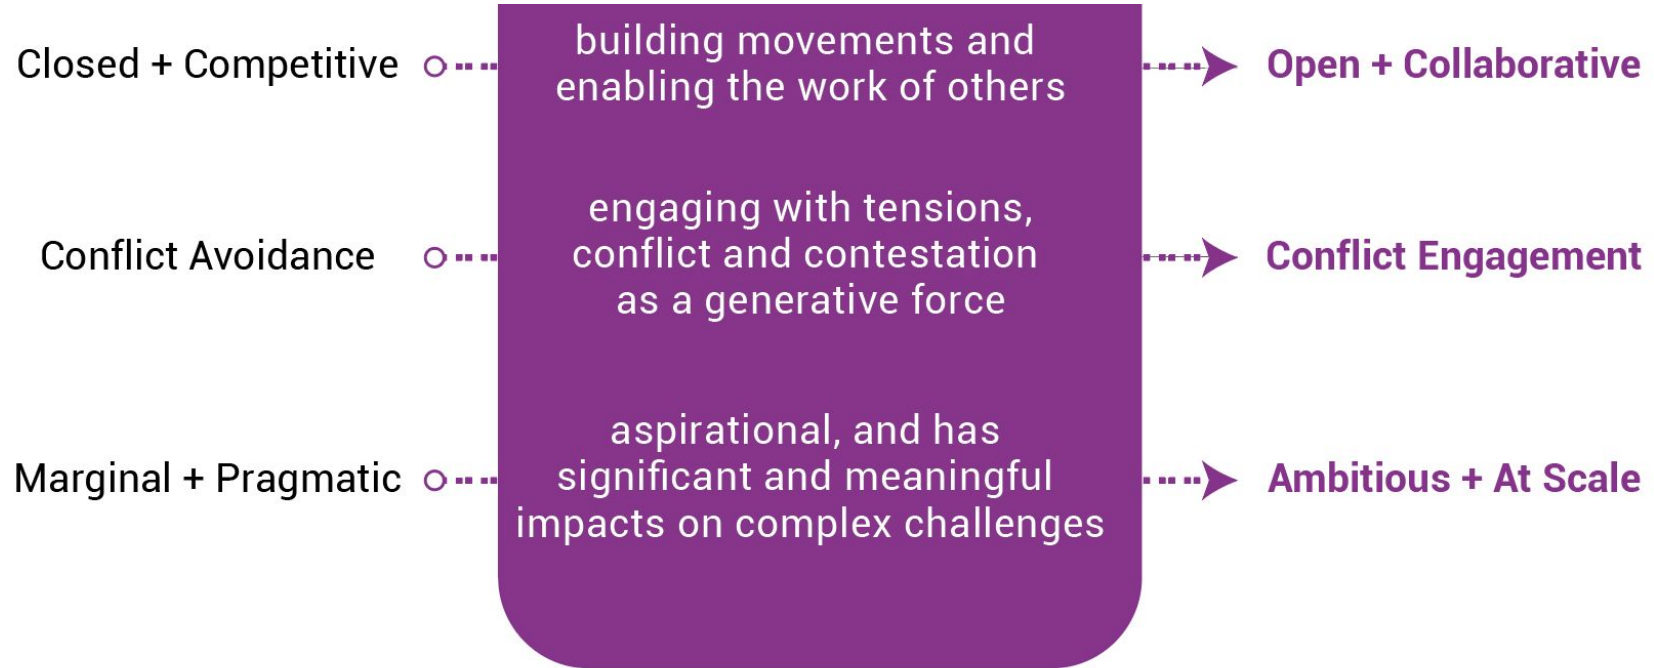 Closed + Competitive
building movements and
enabling the work of others
Open + Collaborative
Conflict Avoidance
engaging with tensions,
conflict and contestation
as a generative force
Conflict Engagement
Marginal + Pragmatic
aspirational, and has
significant and meaningful
impacts on complex challenges
Ambitious + At Scale